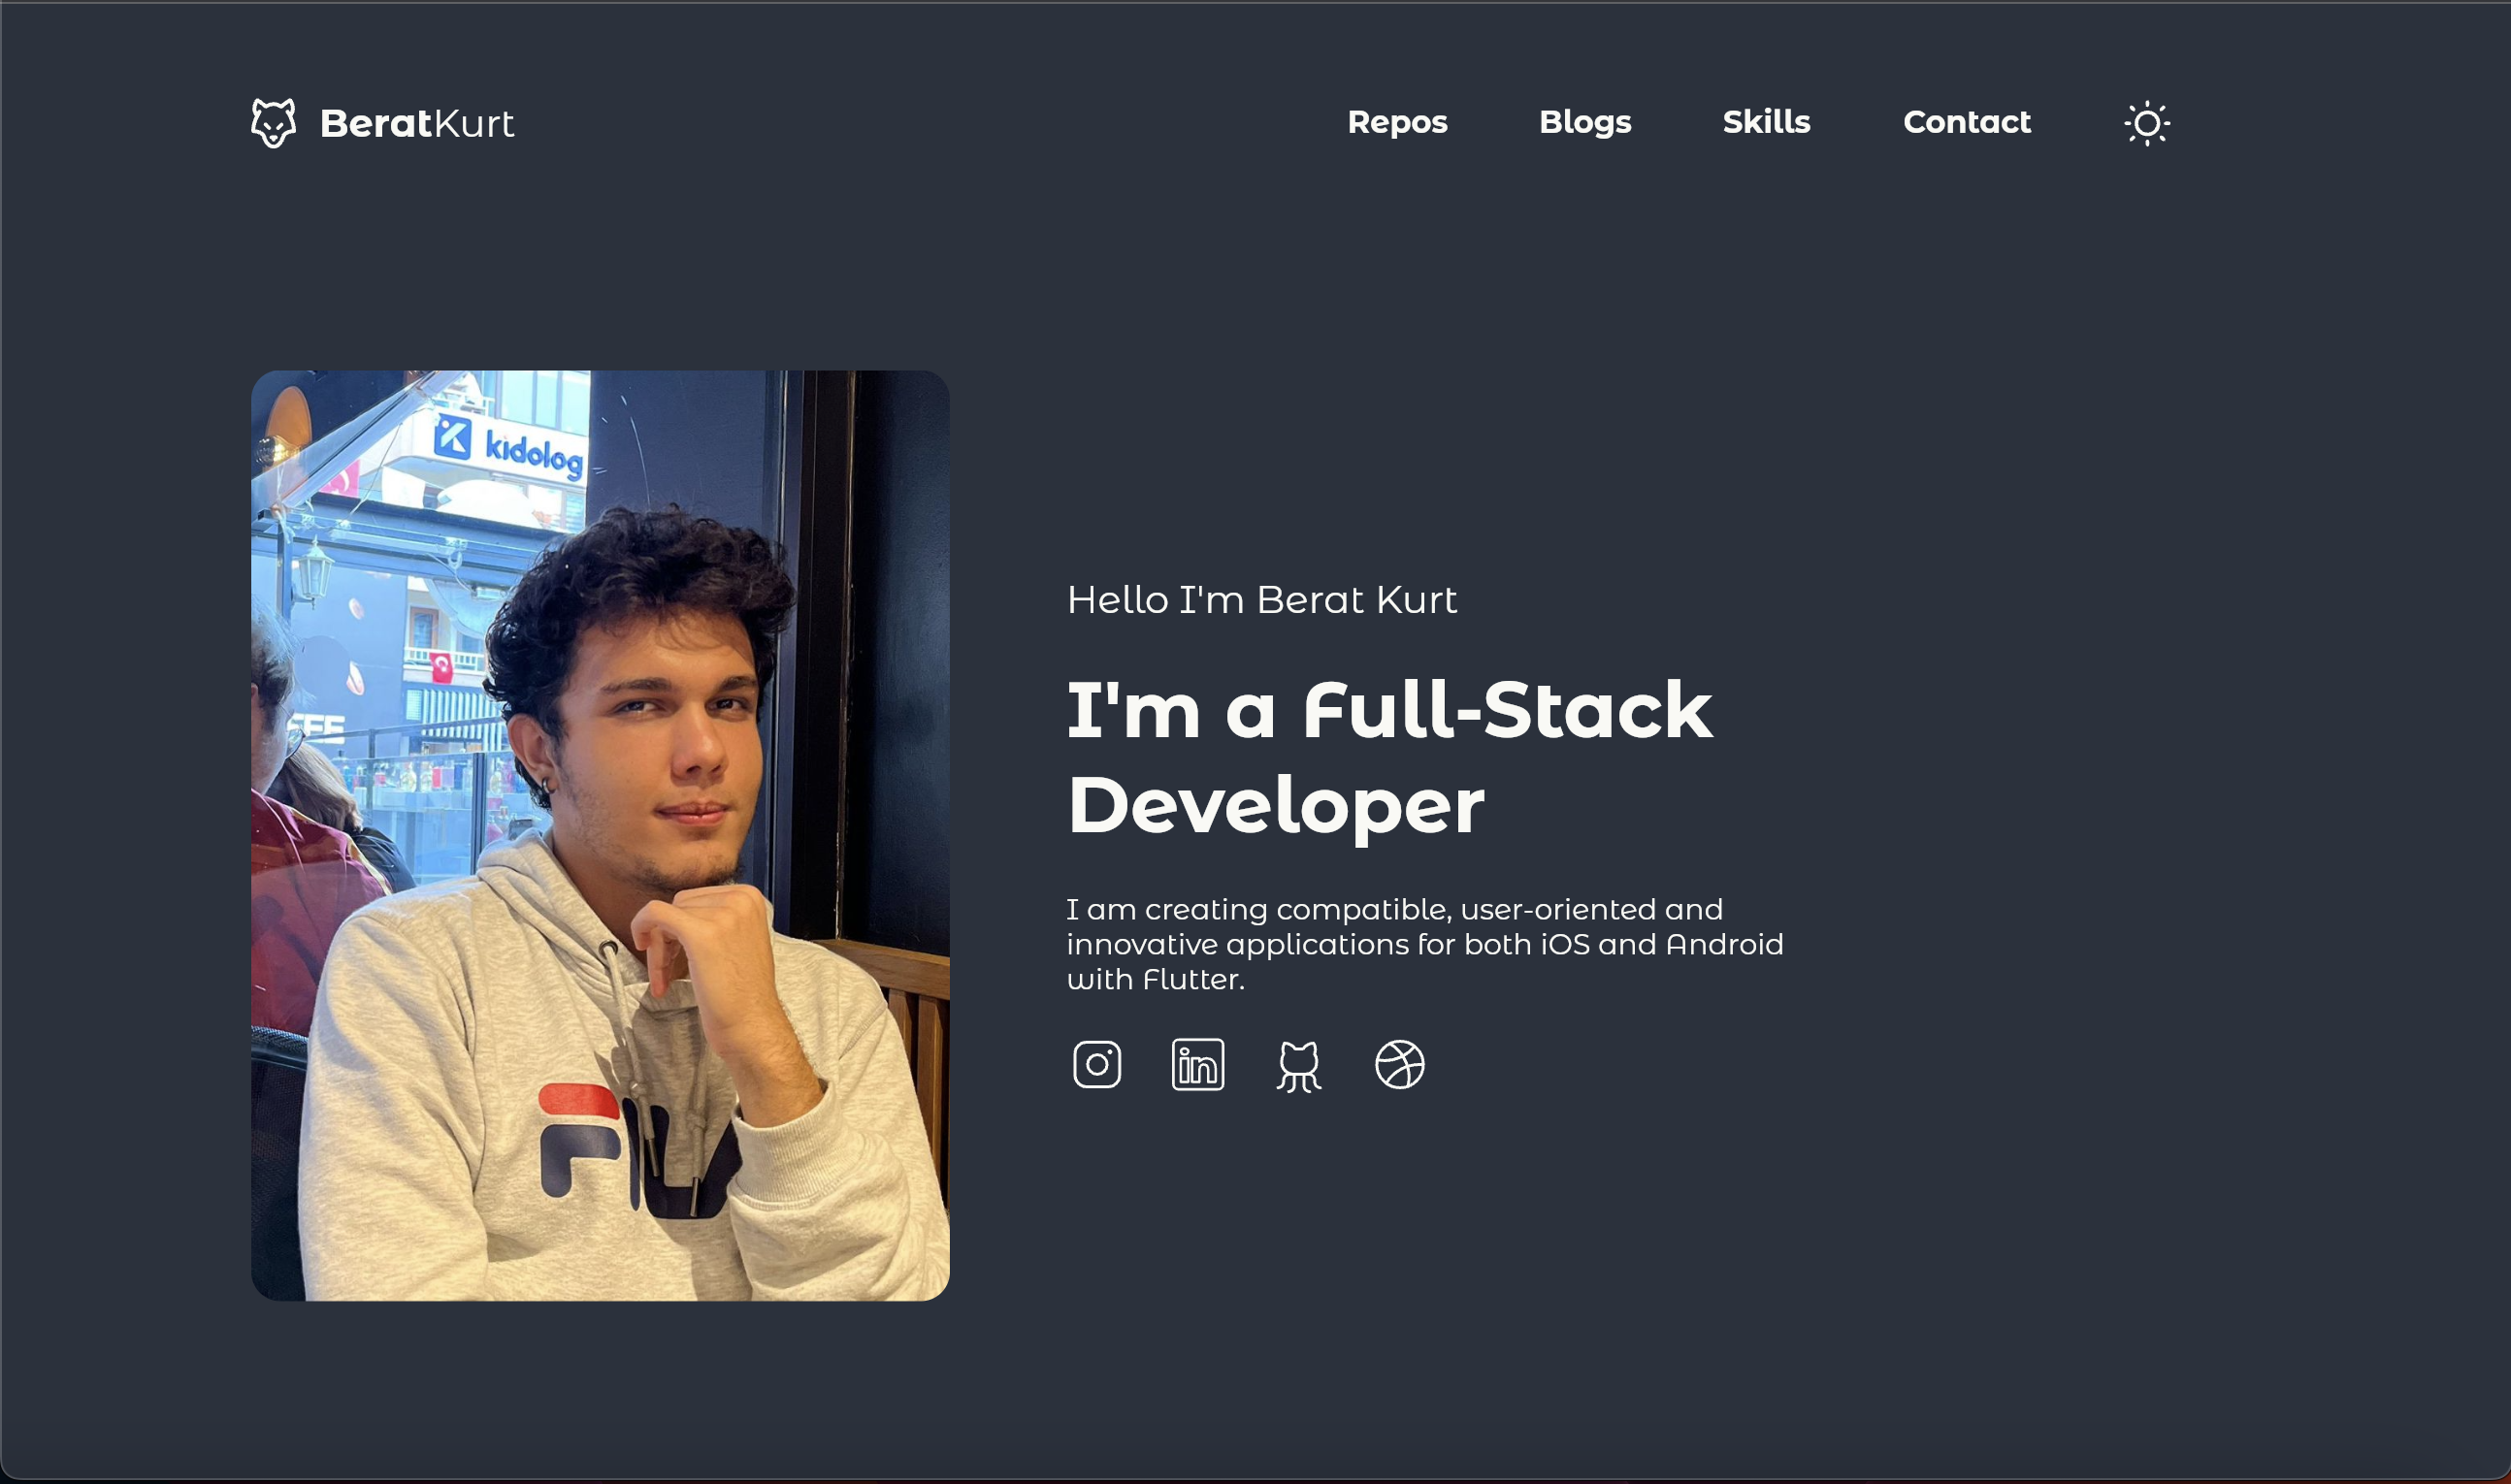 BeratKurt
Repos
Blogs
Skills
Contact
kidolog
Hello I'm Berat Kurt
I'm a Full-Stack
Developer
I am creating compatible, user-oriented and
innovative applications for both iOS and Android
with Flutter.
in